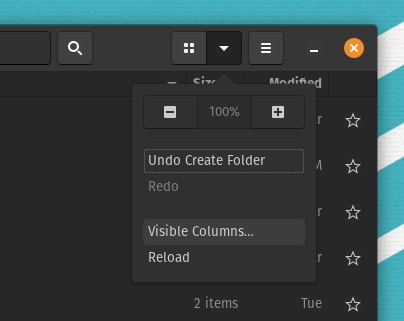 Size
Modified
100%
Undo Create Folder
Redo
Visible Columns...
Reload
2 items
Tue